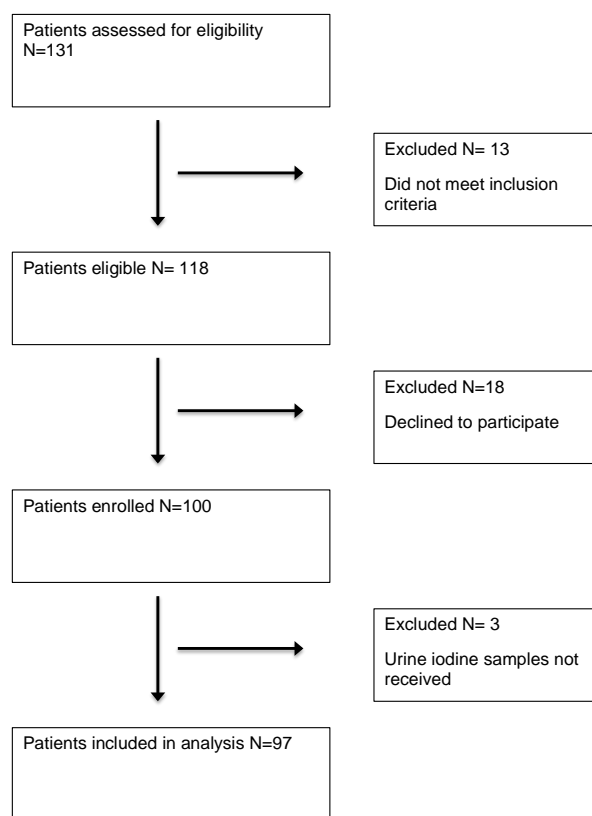 Patients assessed for eligibility
N=131
Excluded N= 13
Did not meet inclusion
criteria
Patients eligible N= 118
Excluded N=18
Declined to participate
Patients enrolled N=100
Excluded N= 3
Urine iodine samples not
received
Patients included in analysis N=97